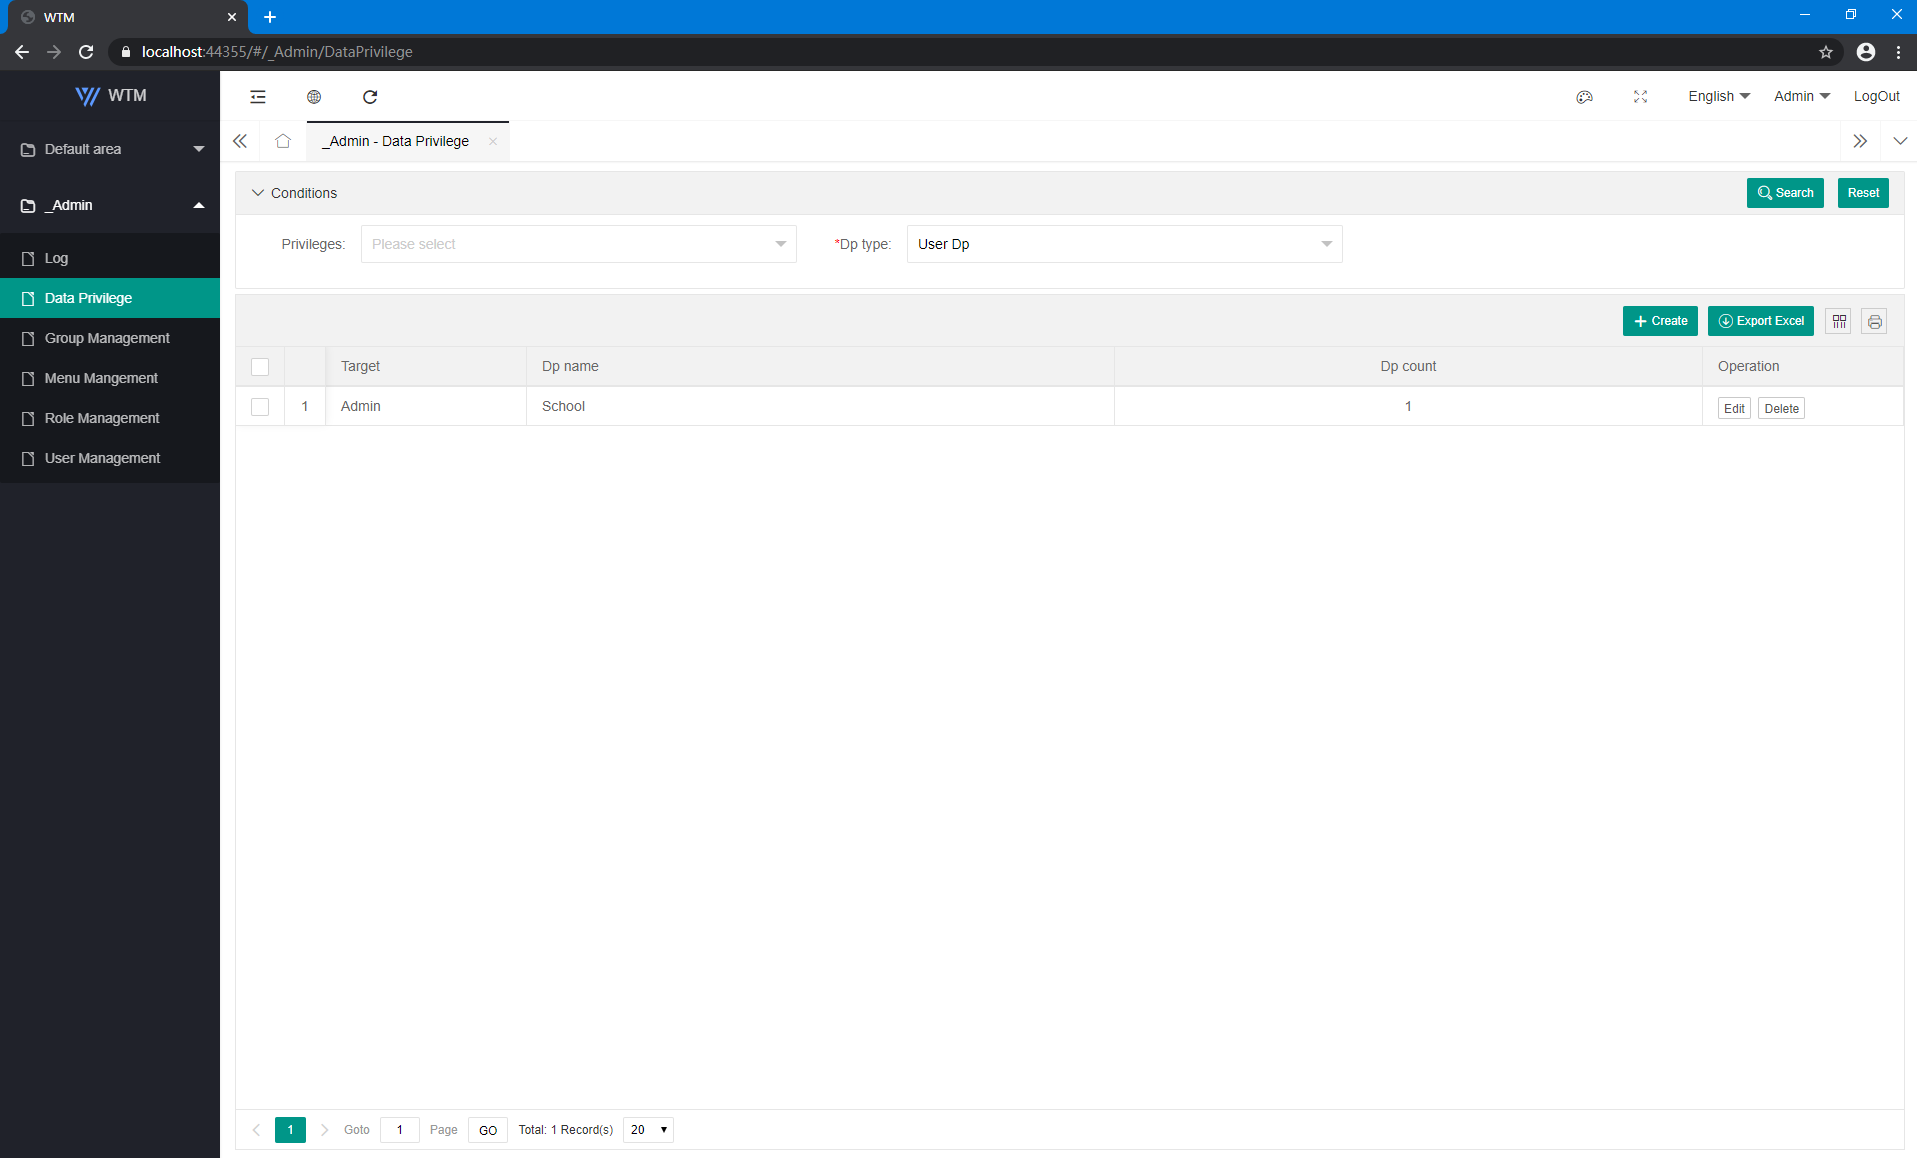 WTM
localhost:44355/#/_Admin/DataPrivilege
WTM
English
Admin
LogOut
Default area
_Admin - Data Privilege
_Admin
Conditions
Search
Reset
Privileges:
Please select
*Dp type:
User Dp
Log
Data Privilege
Group Management
Menu Mangement
Role Management
User Management
Create
Export Excel
Target
Dp name
Dp count
Operation
1
Admin
School
1
Edit
Delete
1
Goto
1
Page
GO
Total: 1 Record(s)
20